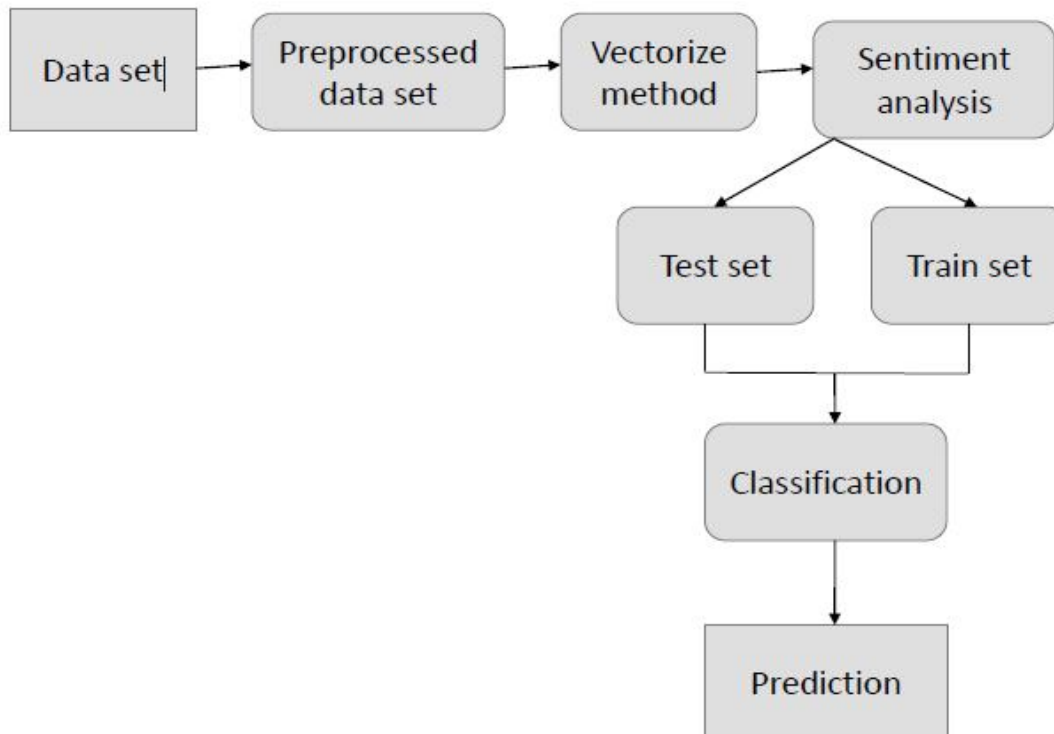 Data set
Preprocessed
data set
Vectorize
method
Sentiment
analysis
Test set
Train set
Classification
Prediction